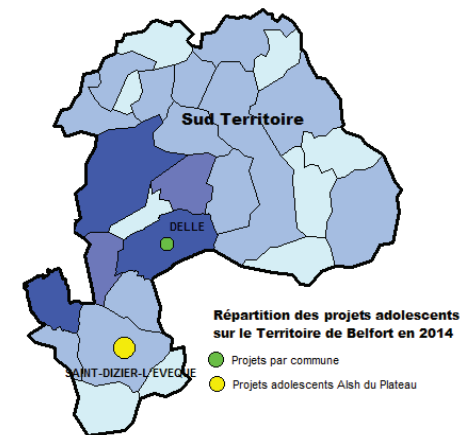 Sud Territoire
DELLE
SAINT-DIZIER-L'EVEQUE
Répartition des projets adolescents
sur le Territoire de Belfort en 2014
Projets par commune
Projets adolescents Alsh du Plateau